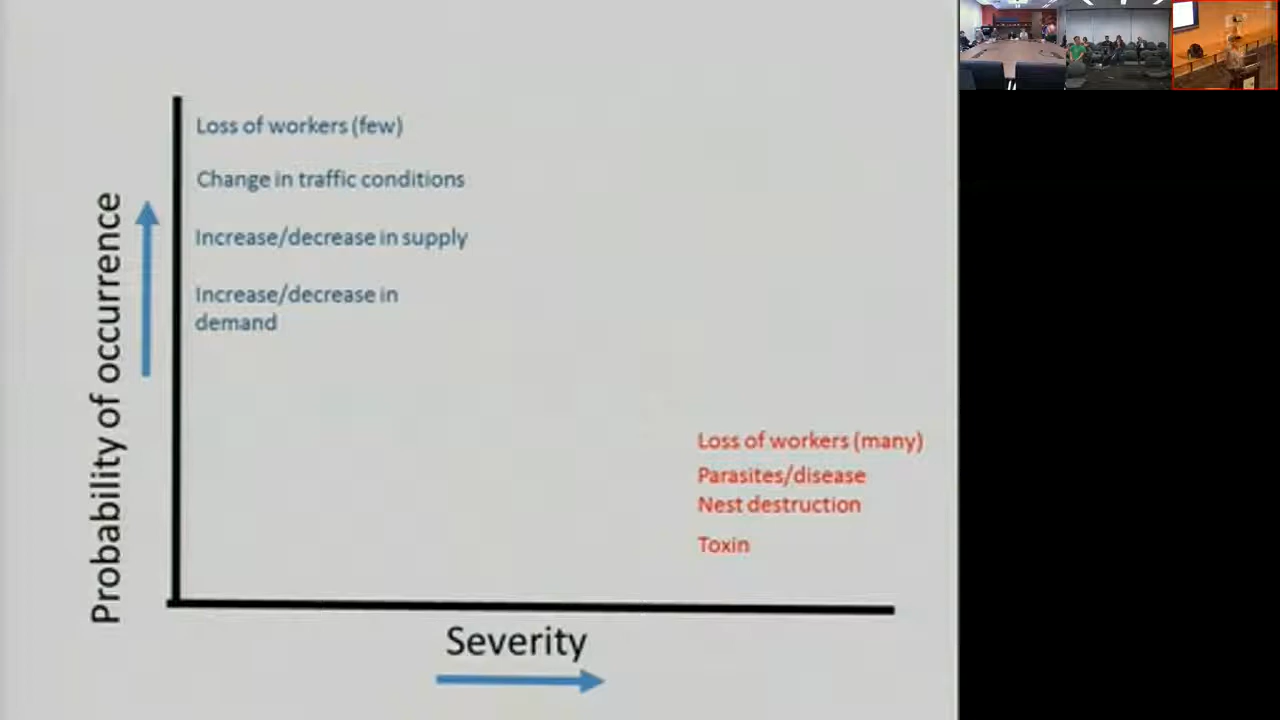 Loss of workers (few)
Change in traffic conditions
Increase/decrease in supply
Increase/decrease in
demand
Probability of occurrence
Loss of workers (many)
Parasites/disease
Nest destruction
Toxin
Severity